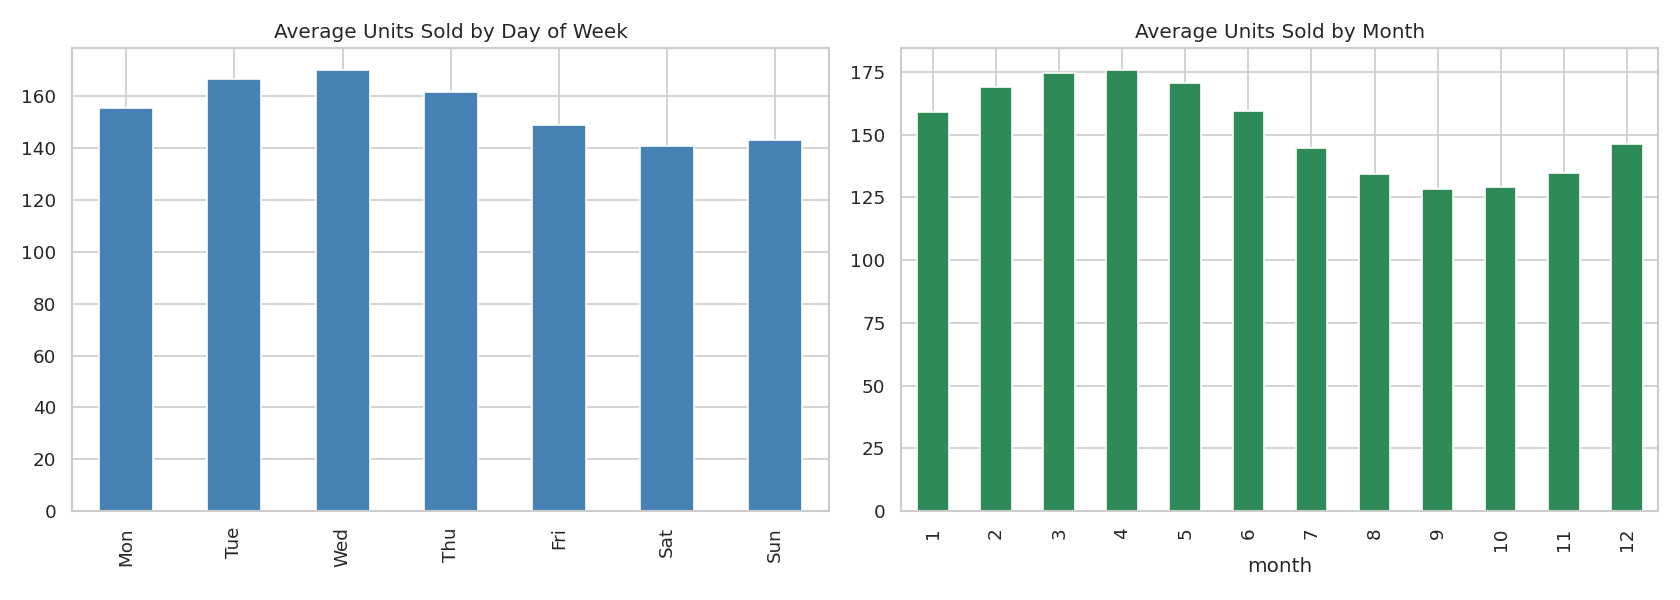 Average Units Sold by Day of Week
160
140
120
100
80
60
40
20
0
Mon
Tue
Wed
Thu
Fri
Sat
Sun
Average Units Sold by Month
175
150
125
100
75
50
25
0
1
2
3
4
5
6
7
8
9
10
11
12
month